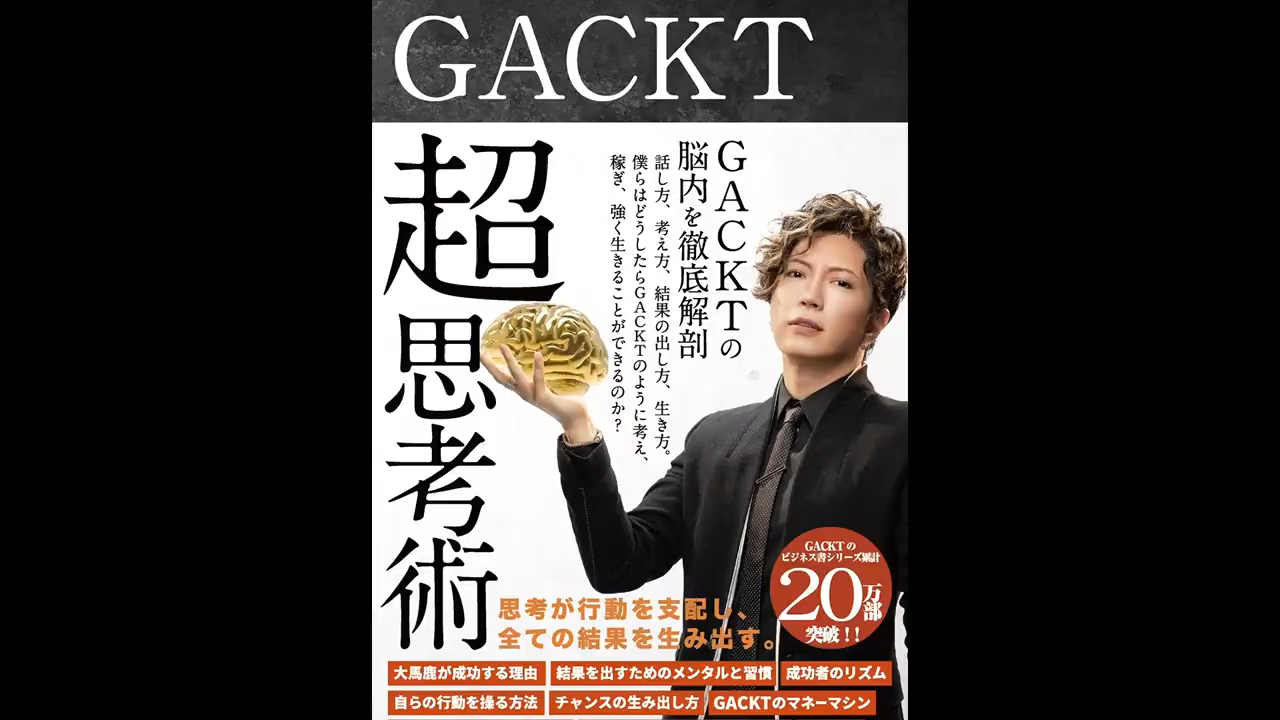 GACKT
超思考術
GACKTの
脳内を徹底解剖
話し方、考え方、結果の出し方、生き方。
僕らはどうしたらGACKTのように考え、
稼ぎ、強く生きることができるのか?
GACKTの
ビジネス書シリーズ累計
20万部
突破!!
思考が行動を支配し、
全ての結果を生み出す。
大馬鹿が成功する理由
結果を出すためのメンタルと習慣
成功者のリズム
自らの行動を操る方法
チャンスの生み出し方
GACKTのマネーマシン